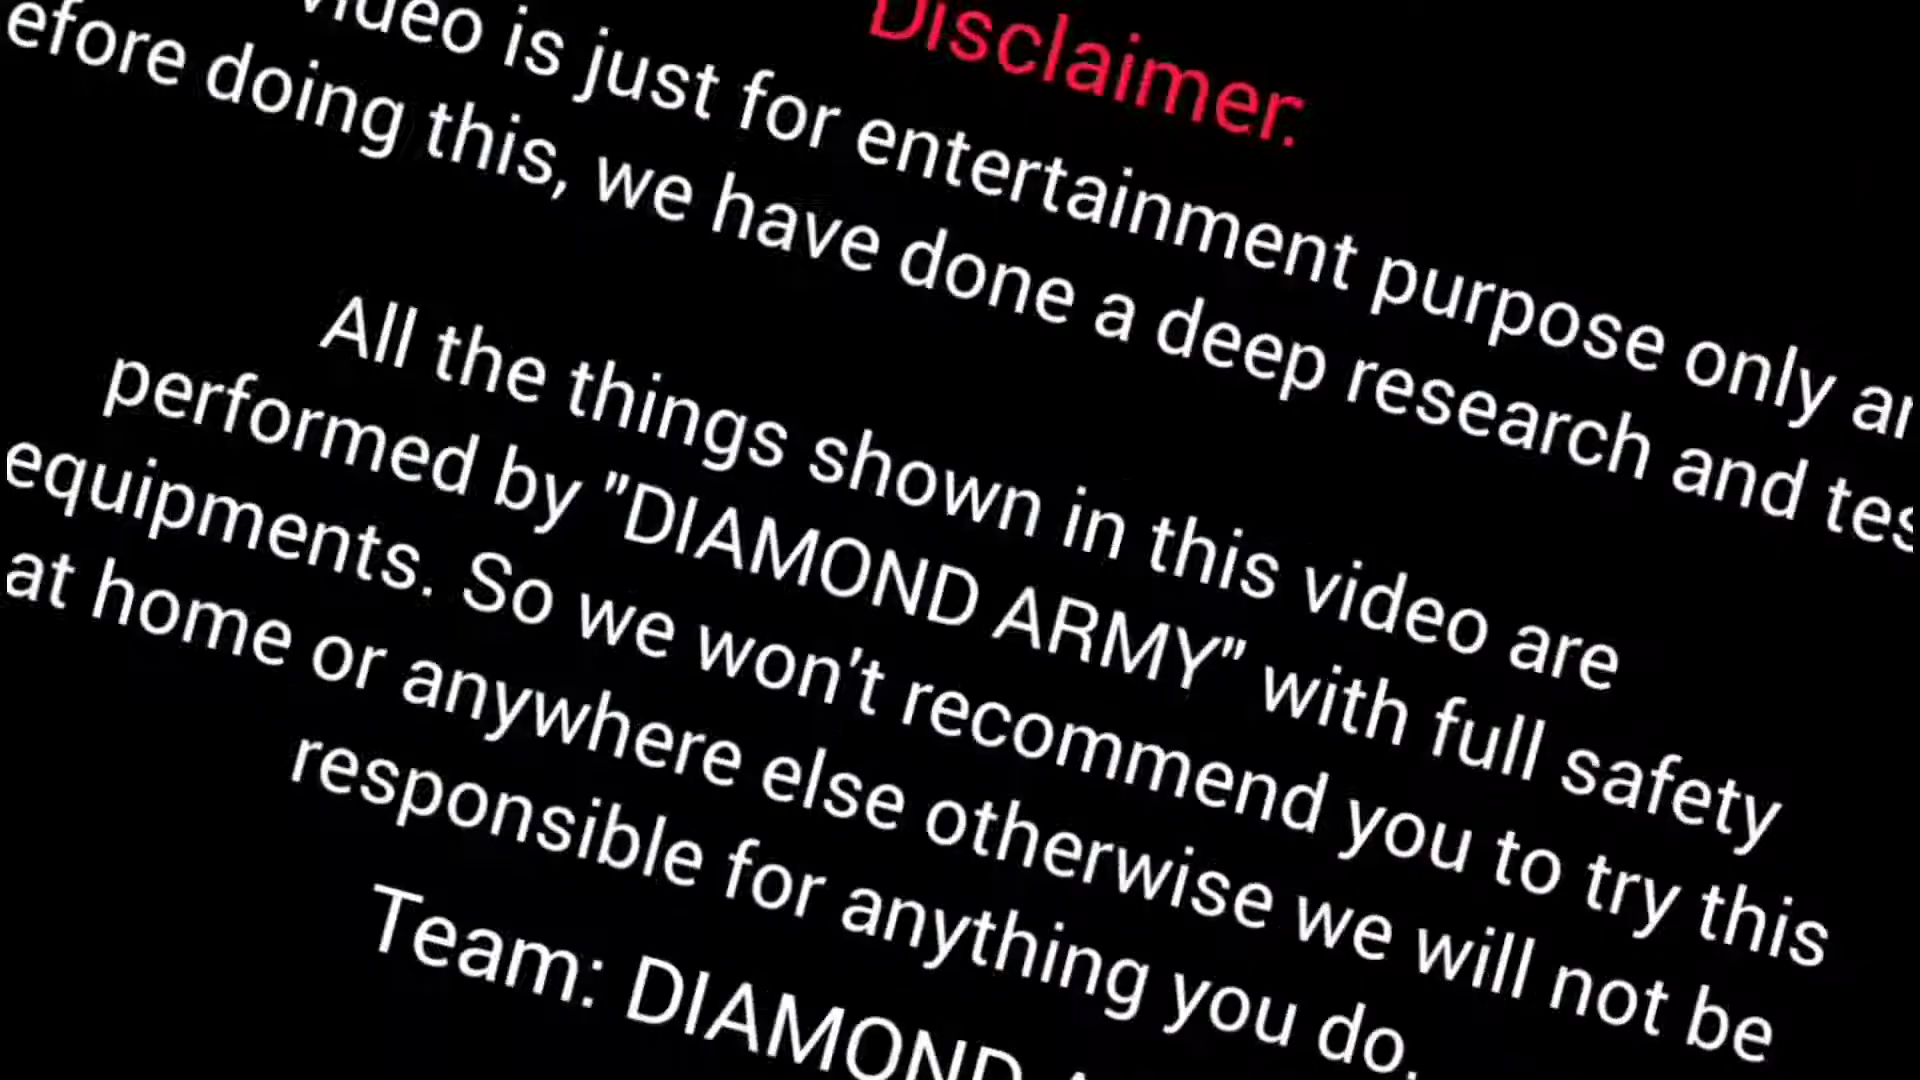 Disclaimer:
video is just for entertainment purpose only
efore doing this, we have done a deep research and
All the things shown in this video are
performed by "DIAMOND ARMY" with full safety
equipments. So we won't recommend you to try this
at home or anywhere else otherwise we will not be
responsible for anything you do.
Team: DIAMOND